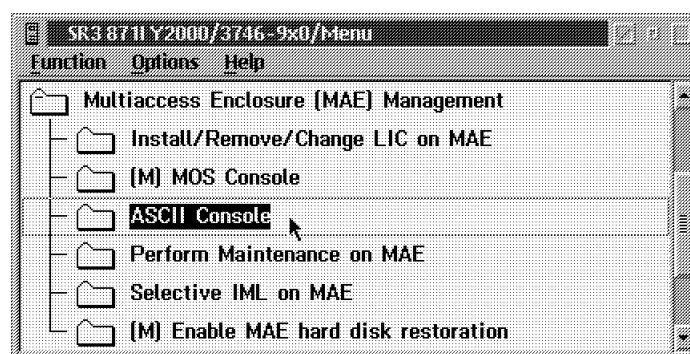 SR3 871I Y2000/3746-9x0/Menu
Function Options Help
Multiaccess Enclosure (MAE) Management
Install/Remove/Change LIC on MAE
(M) MOS Console
ASCII Console
Perform Maintenance on MAE
Selective IML on MAE
(M) Enable MAE hard disk restoration